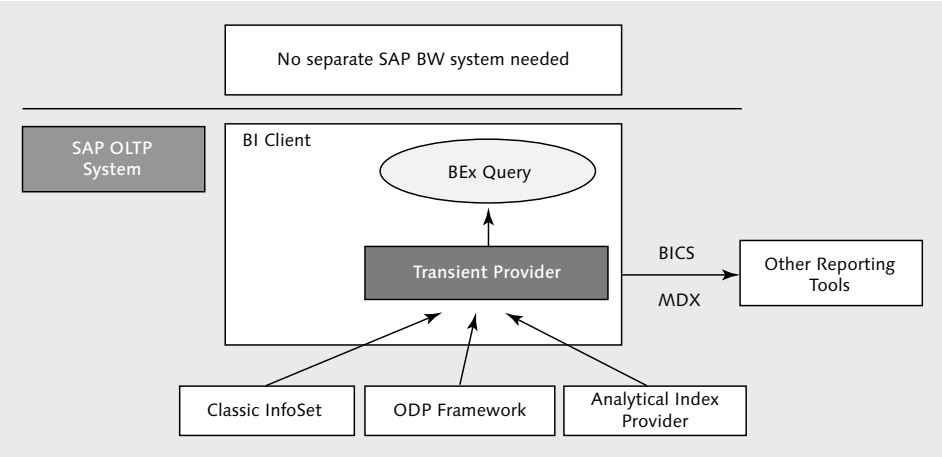 No separate SAP BW system needed
SAP OLTP
System
BI Client
BEx Query
Transient Provider
BICS
MDX
Other Reporting
Tools
Classic InfoSet
ODP Framework
Analytical Index
Provider